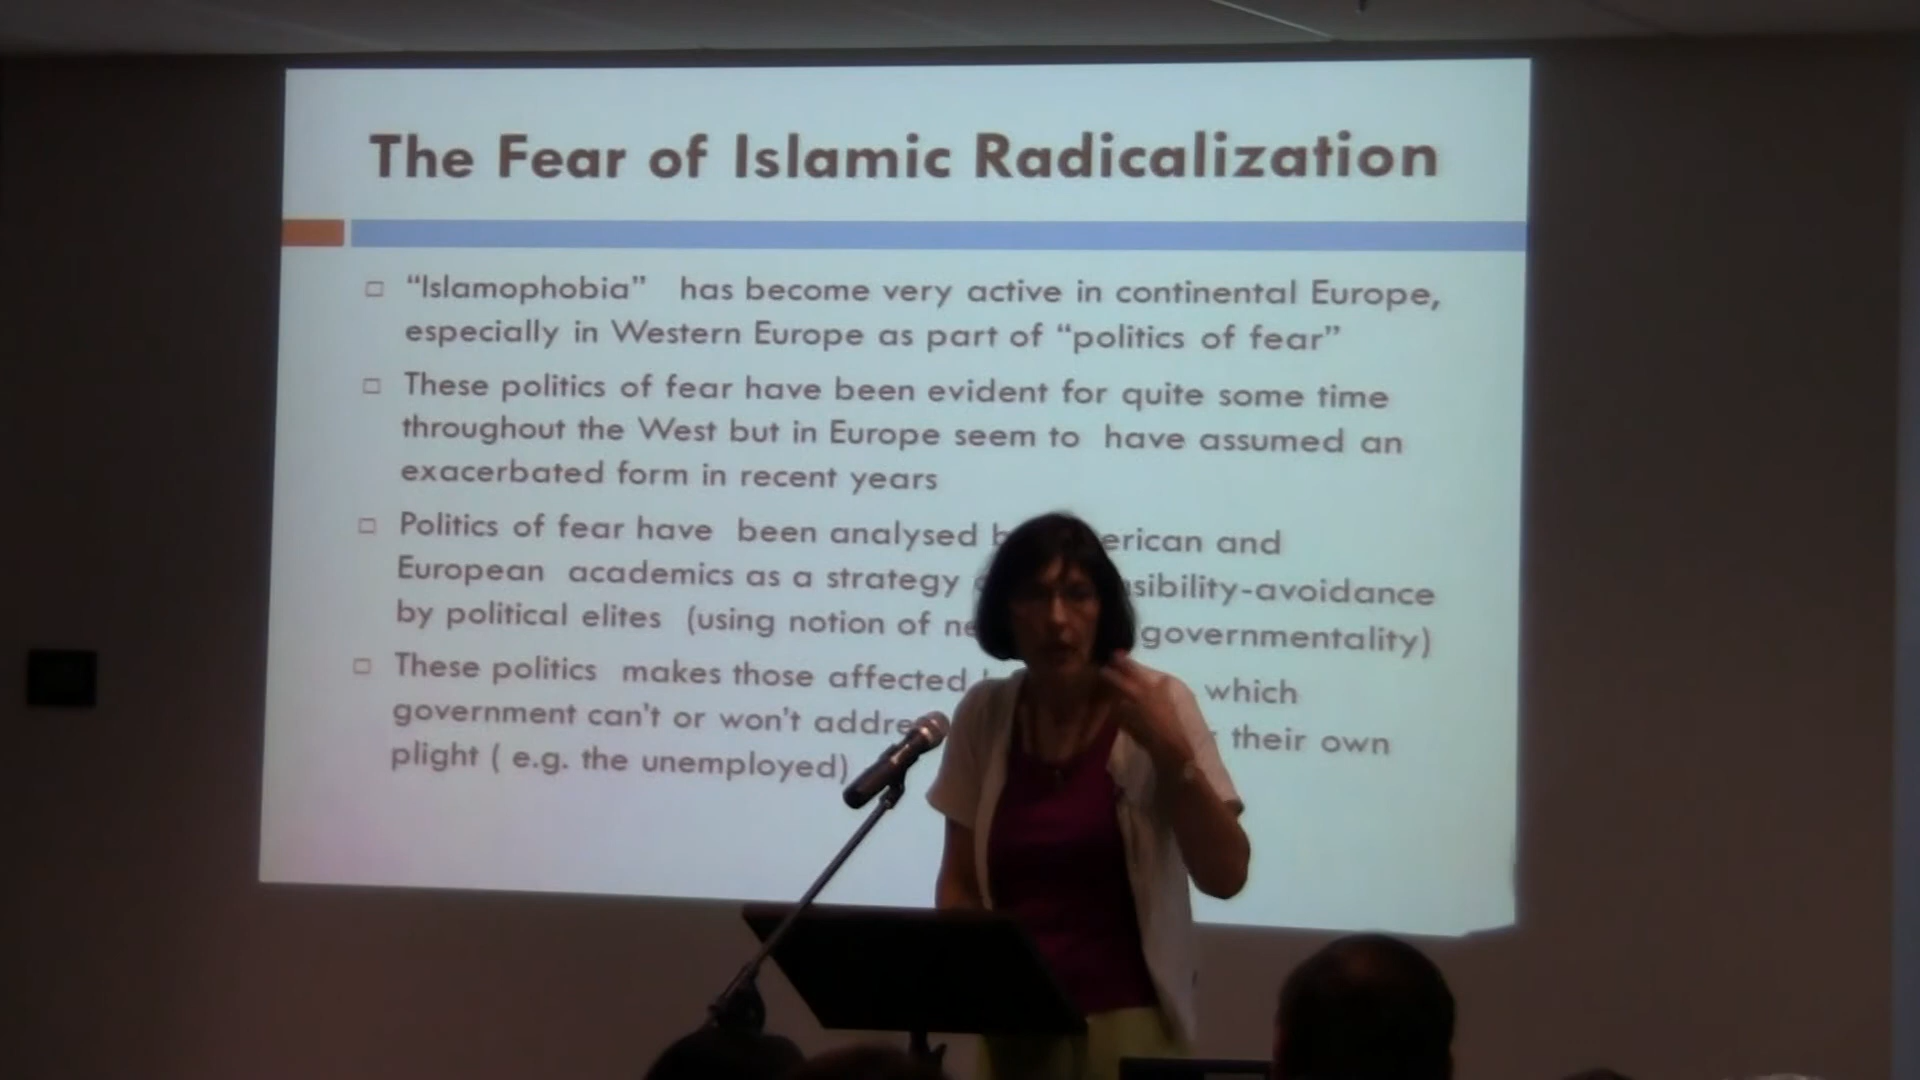 The Fear of Islamic Radicalization
“Islamophobia” has become very active in continental Europe,
especially in Western Europe as part of “politics of fear”
These politics of fear have been evident for quite some time
throughout the West but in Europe seem to have assumed an
exacerbated form in recent years
Politics of fear have been analysed and
European academics as a strategy
by political elites (using notion of governmentality)
These politics makes those affected which
government can't or won't their own
plight ( e.g. the unemployed)